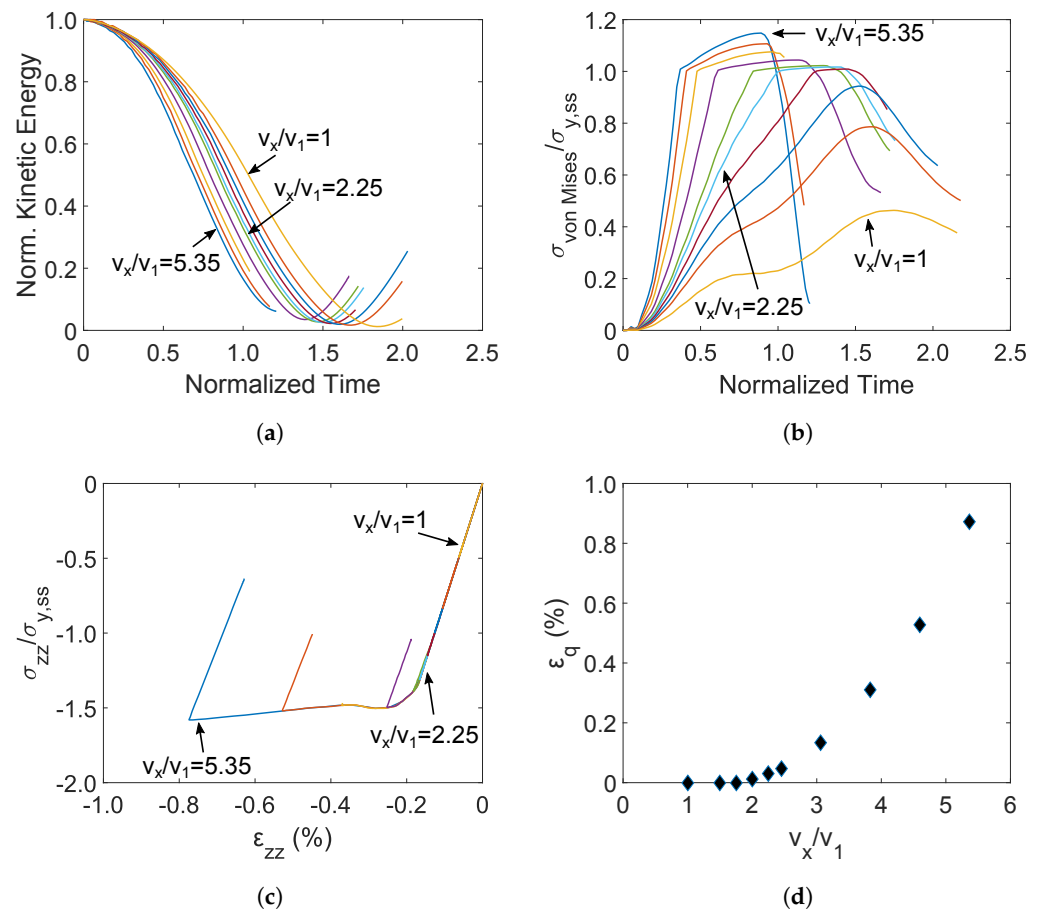 1.0
0.8
0.6
0.4
0.2
0
Norm. Kinetic Energy
v_x/v_1=1
v_x/v_1=2.25
v_x/v_1=5.35
0 0.5 1.0 1.5 2.0 2.5
Normalized Time
(a)
1.2
1.0
0.8
0.6
0.4
0.2
0
σ_von Mises/σ_y,ss
v_x/v_1=5.35
v_x/v_1=1
v_x/v_1=2.25
0 0.5 1.0 1.5 2.0 2.5
Normalized Time
(b)
0
-0.5
-1.0
-1.5
-2.0
σ_zz/σ_y,ss
v_x/v_1=1
v_x/v_1=2.25
v_x/v_1=5.35
-1.0 -0.8 -0.6 -0.4 -0.2 0
ε_zz (%)
(c)
1.0
0.8
0.6
0.4
0.2
0
ε_q (%)
0 1 2 3 4 5 6
v_x/v_1
(d)